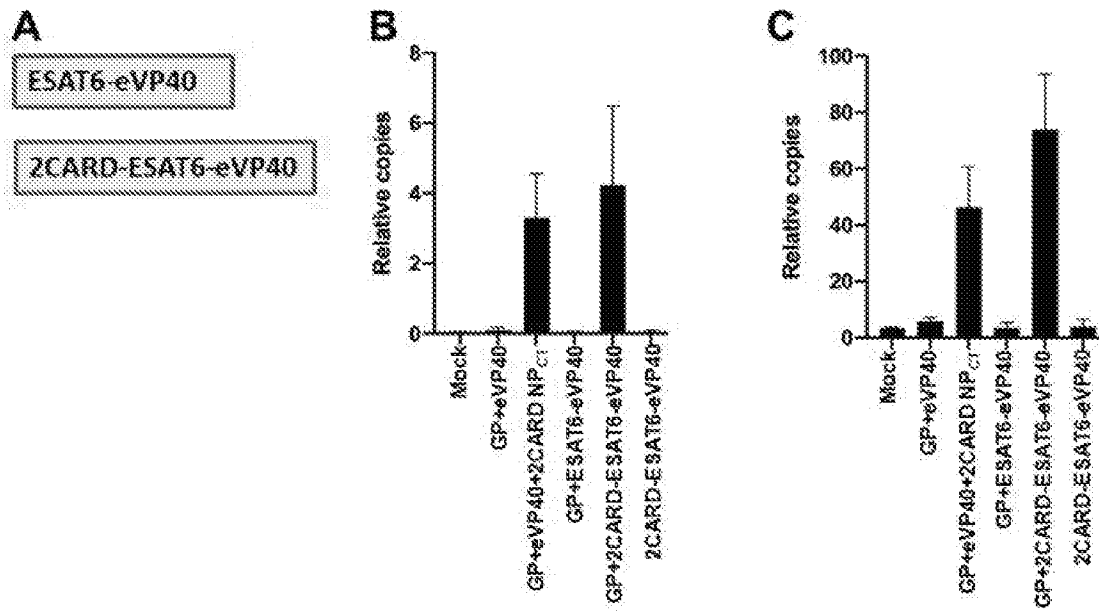 A
ESAT6-eVP40
2CARD-ESAT6-eVP40
B
Relative copies
8
6
4
2
0
Mock
GP+eVP40
GP+eVP40+2CARD NPCT
GP+ESAT6-eVP40
GP+2CARD-ESAT6-eVP40
2CARD-ESAT6-eVP40
C
Relative copies
100
80
60
40
20
0
Mock
GP+eVP40
GP+eVP40+2CARD NPCT
GP+ESAT6-eVP40
GP+2CARD-ESAT6-eVP40
2CARD-ESAT6-eVP40